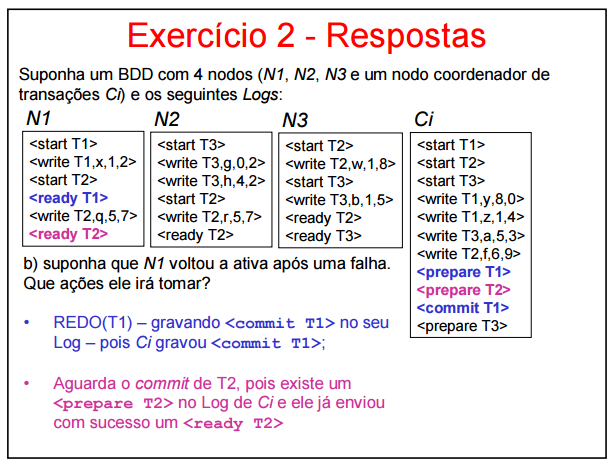 Exercício 2 - Respostas
Suponha um BDD com 4 nodos (N1, N2, N3 e um nodo coordenador de
transações Ci) e os seguintes Logs:
N1
<start T1>
<write T1,x,1,2>
<start T2>
<ready T1>
<write T2,q,5,7>
<ready T2>
N2
<start T3>
<write T3,g,0,2>
<write T3,h,4,2>
<start T2>
<write T2,r,5,7>
<ready T2>
N3
<start T2>
<write T2,w,1,8>
<start T3>
<write T3,b,1,5>
<ready T2>
<ready T3>
Ci
<start T1>
<start T2>
<start T3>
<write T1,y,8,0>
<write T1,z,1,4>
<write T3,a,5,3>
<write T2,f,6,9>
<prepare T1>
<prepare T2>
<commit T1>
<prepare T3>
b) suponha que N1 voltou a ativa após uma falha.
Que ações ele irá tomar?
• REDO(T1) – gravando <commit T1> no seu
Log – pois Ci gravou <commit T1>;
• Aguarda o commit de T2, pois existe um
<prepare T2> no Log de Ci e ele já enviou
com sucesso um <ready T2>